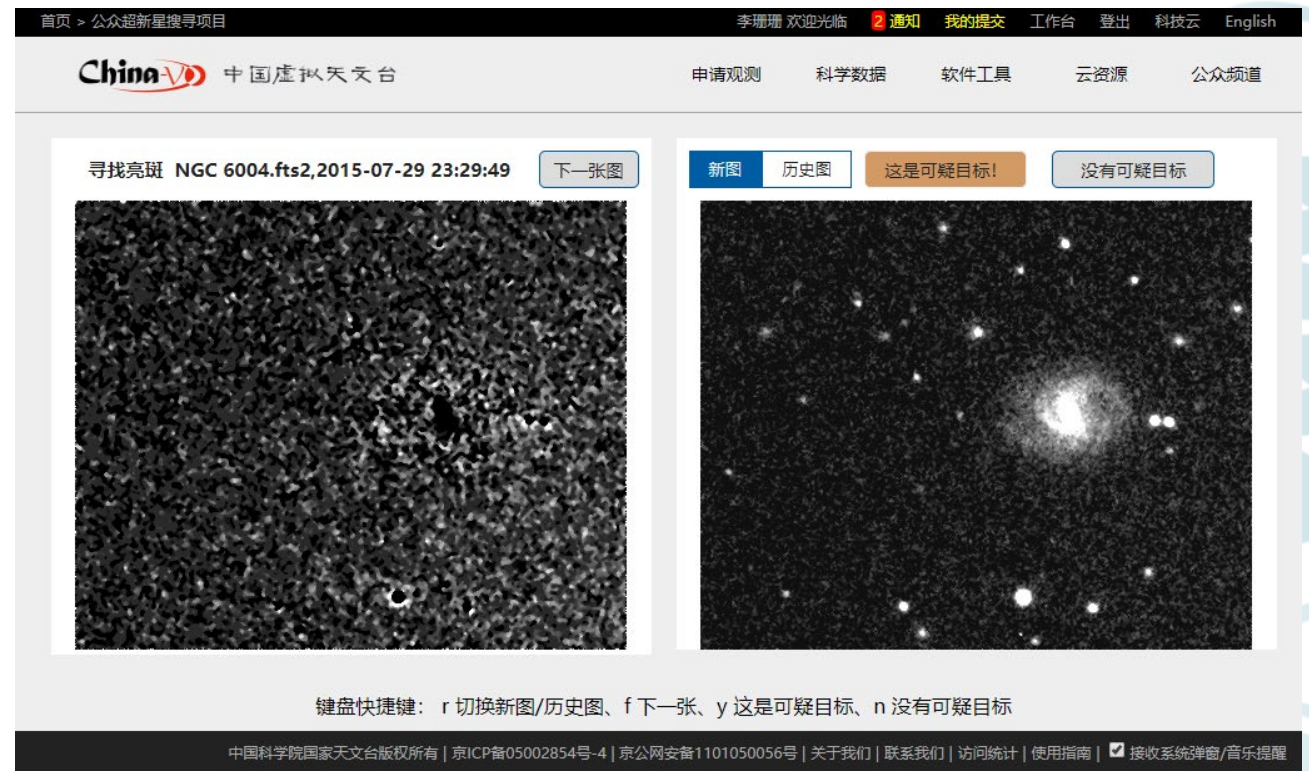 首页 > 公众超新星搜寻项目 李珊珊 欢迎光临 2 通知 我的提交 工作台 登出 科技云 English
China-VO 中国虚拟天文台 申请观测 科学数据 软件工具 云资源 公众频道
寻找亮斑 NGC 6004.fts2,2015-07-29 23:29:49 下一张图 新图 历史图 这是可疑目标! 没有可疑目标
键盘快捷键： r 切换新图/历史图、f 下一张、y 这是可疑目标、n 没有可疑目标
中国科学院国家天文台版权所有 | 京ICP备05002854号-4 | 京公网安备1101050056号 | 关于我们 | 联系我们 | 访问统计 | 使用指南 | 接收系统弹窗/音乐提醒